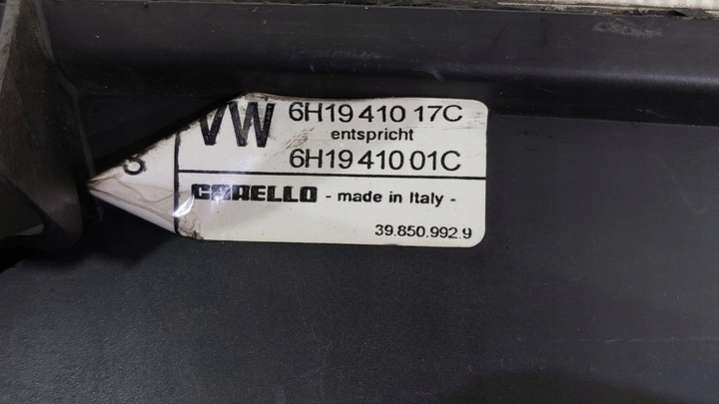 VW 6H19 410 17C
entspricht
6H19 410 01C
CARELLO - made in Italy -
39.850.992.9